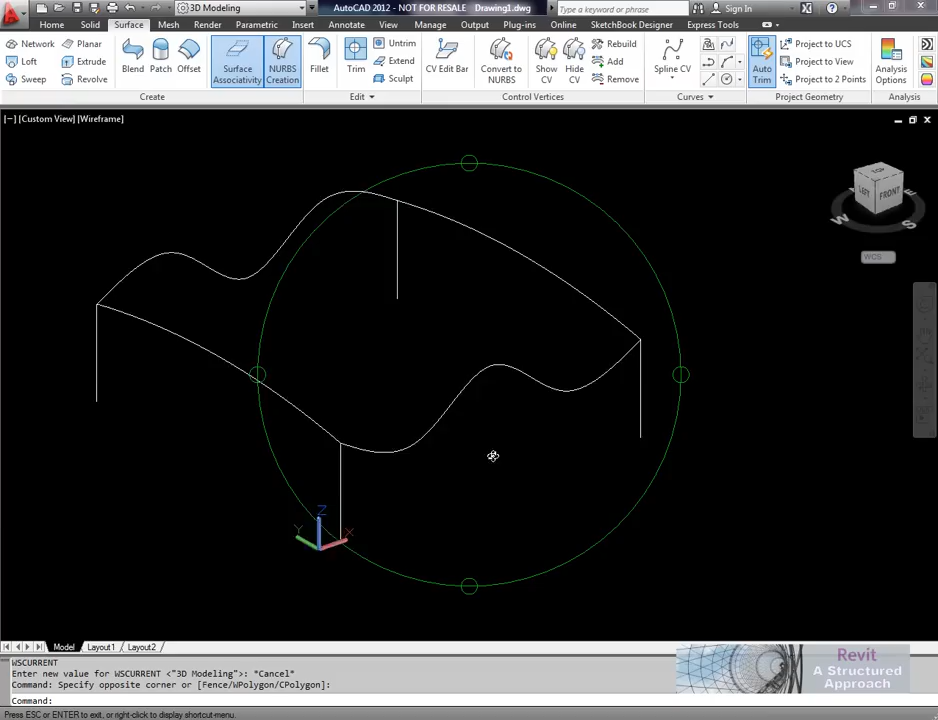 3D Modeling
AutoCAD 2012 - NOT FOR RESALE Drawing1.dwg
Type a keyword or phrase
Sign In
Home Solid Surface Mesh Render Parametric Insert Annotate View Manage Output Plug-ins Online SketchBook Designer Express Tools
Network Planar
Loft Extrude
Sweep Revolve
Blend Patch Offset
Surface Associativity
NURBS Creation
Fillet
Trim
Untrim
Extend
Sculpt
CV Edit Bar
Convert to NURBS
Show CV
Hide CV
Rebuild
Add
Remove
Spline CV
Auto Trim
Project to UCS
Project to View
Project to 2 Points
Analysis Options
Create Edit Control Vertices Curves Project Geometry Analysis
[−] [Custom View] [Wireframe]
TOP
LEFT FRONT
W E S
WCS
Z
Y X
Model Layout1 Layout2
WSCURRENT
Enter new value for WSCURRENT <"3D Modeling">: *Cancel*
Command: Specify opposite corner or [Fence/WPolygon/CPolygon]:
Command:
Press ESC or ENTER to exit, or right-click to display shortcut-menu.
Revit
A Structured
Approach